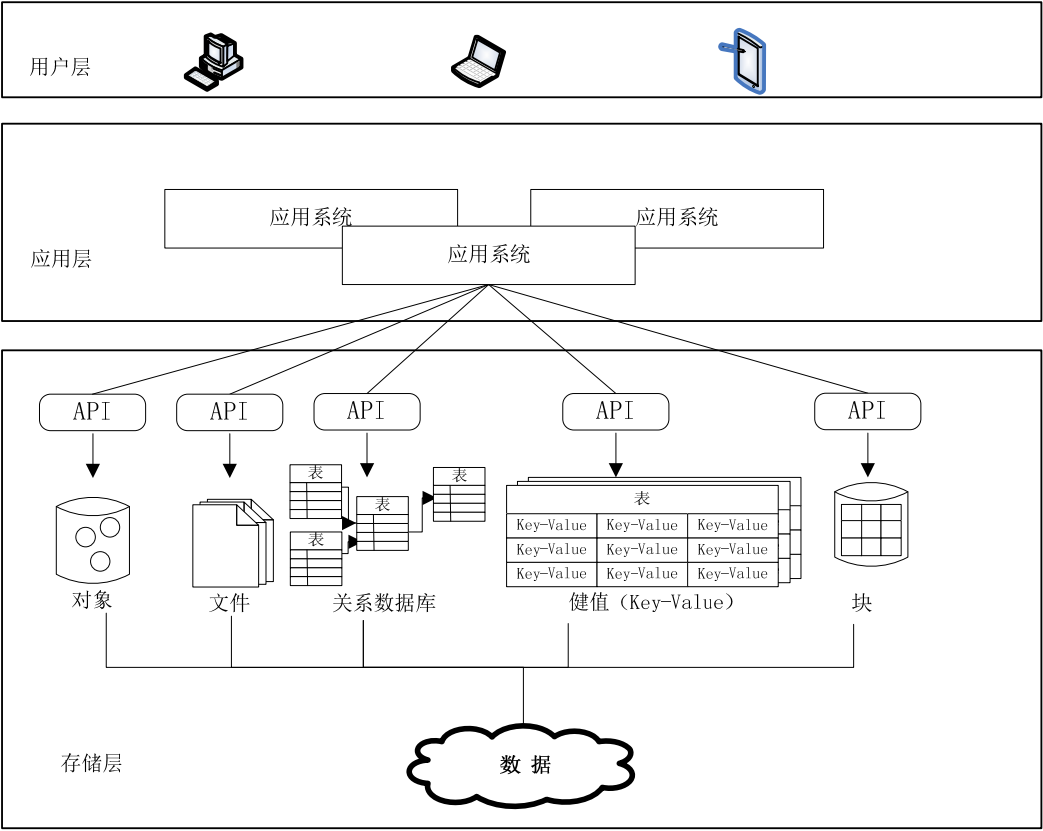 用户层
应用系统
应用系统
应用系统
应用层
API
API
API
API
API
表
表
表
表
表
Key-Value Key-Value Key-Value
Key-Value Key-Value Key-Value
Key-Value Key-Value Key-Value
对象
文件
关系数据库
健值（Key-Value）
块
存储层
数 据